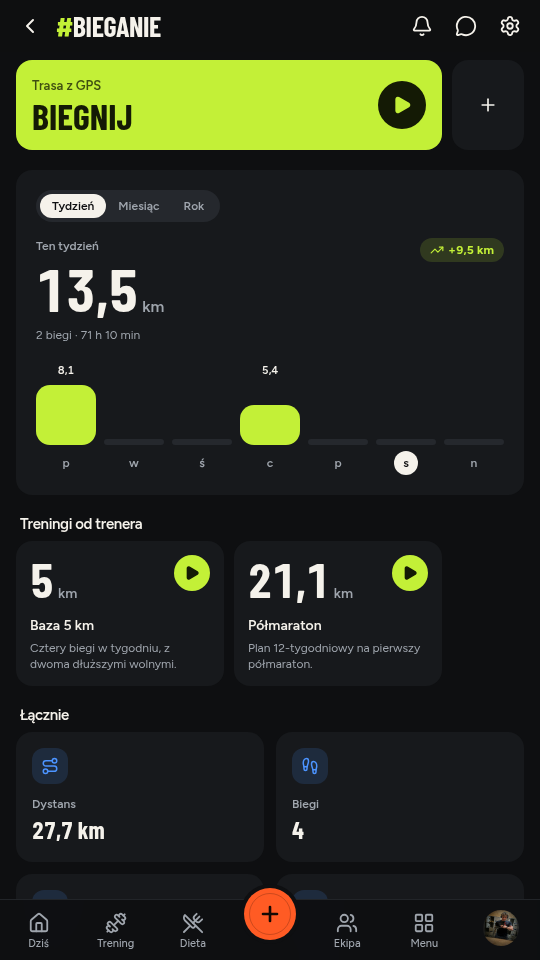 #BIEGANIE
Trasa z GPS
BIEGNIJ
Tydzień Miesiąc Rok
Ten tydzień
+9,5 km
13,5 km
2 biegi · 71 h 10 min
8,1 5,4
p w ś c p s n
Treningi od trenera
5 km
Baza 5 km
Cztery biegi w tygodniu, z
dwoma dłuższymi wolnymi.
21,1 km
Półmaraton
Plan 12-tygodniowy na pierwszy
półmaraton.
Łącznie
Dystans
27,7 km
Biegi
4
Dziś Trening Dieta Ekipa Menu